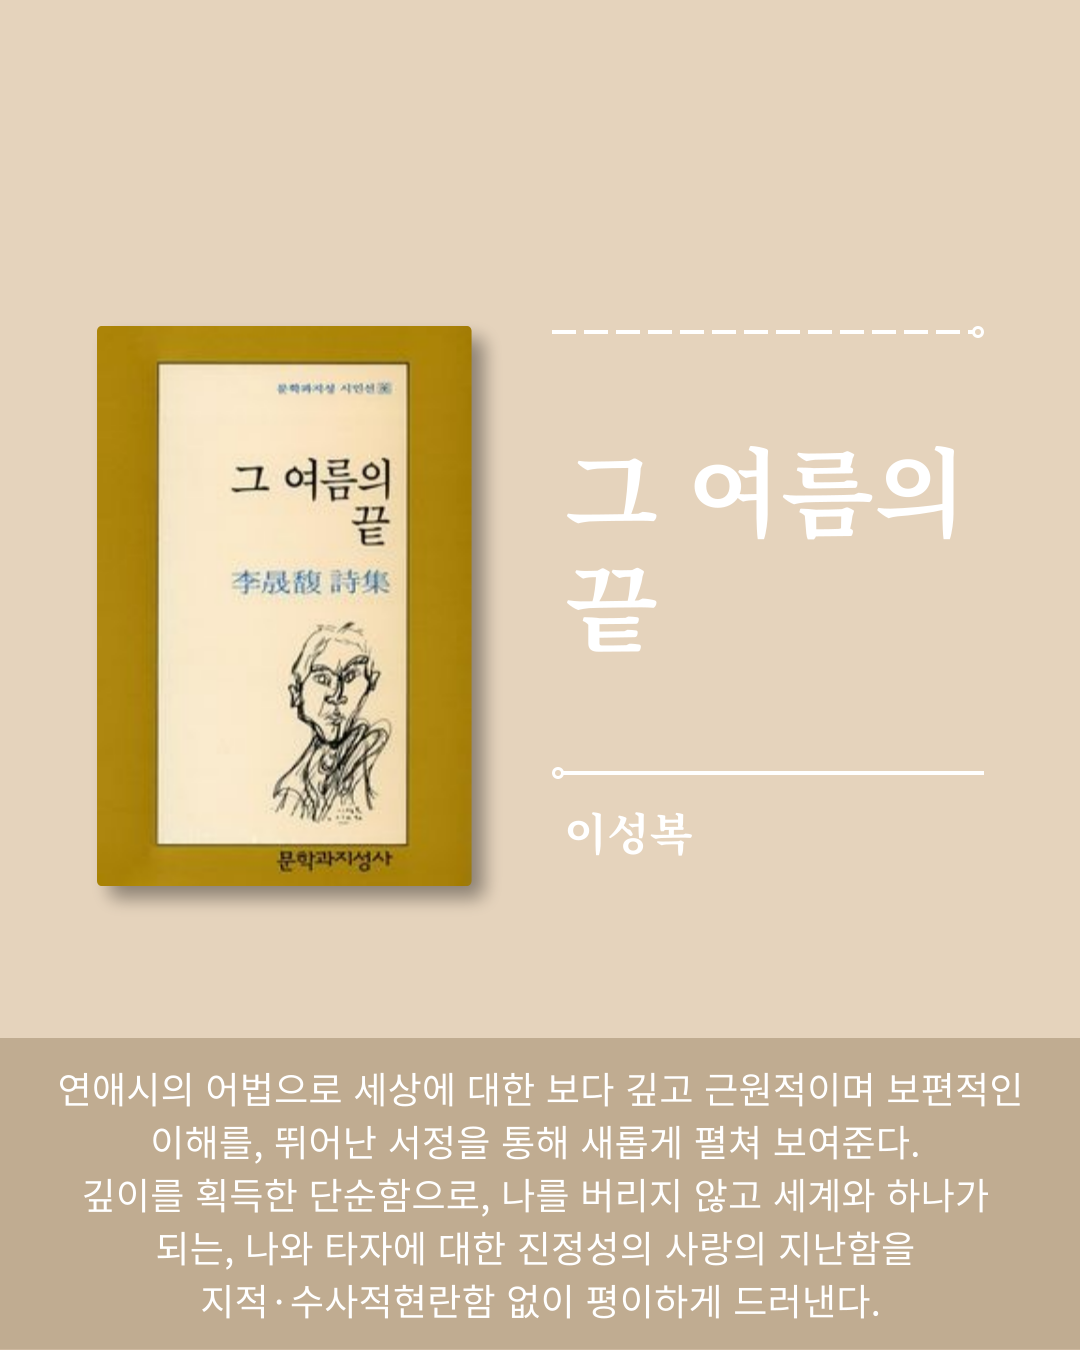 문학과지성 시인선
그 여름의
끝
李晟馥 詩集
문학과지성사
그 여름의
끝
이성복
연애시의 어법으로 세상에 대한 보다 깊고 근원적이며 보편적인
이해를, 뛰어난 서정을 통해 새롭게 펼쳐 보여준다.
깊이를 획득한 단순함으로, 나를 버리지 않고 세계와 하나가
되는, 나와 타자에 대한 진정성의 사랑의 지난함을
지적·수사적현란함 없이 평이하게 드러낸다.